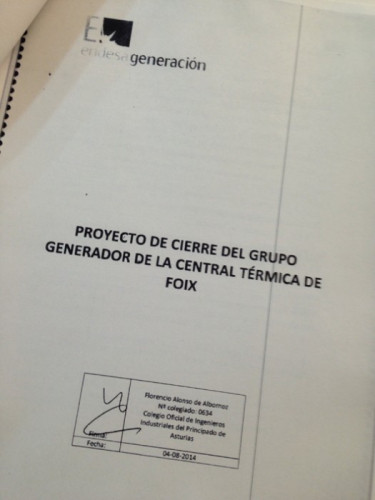 endesa generación
PROYECTO DE CIERRE DEL GRUPO
GENERADOR DE LA CENTRAL TÉRMICA DE
FOIX
Florencio Alonso de Albornoz
Nº colegiado: 0634
Colegio Oficial de Ingenieros
Industriales del Principado de
Asturias
Firma:
Fecha:
04-08-2014